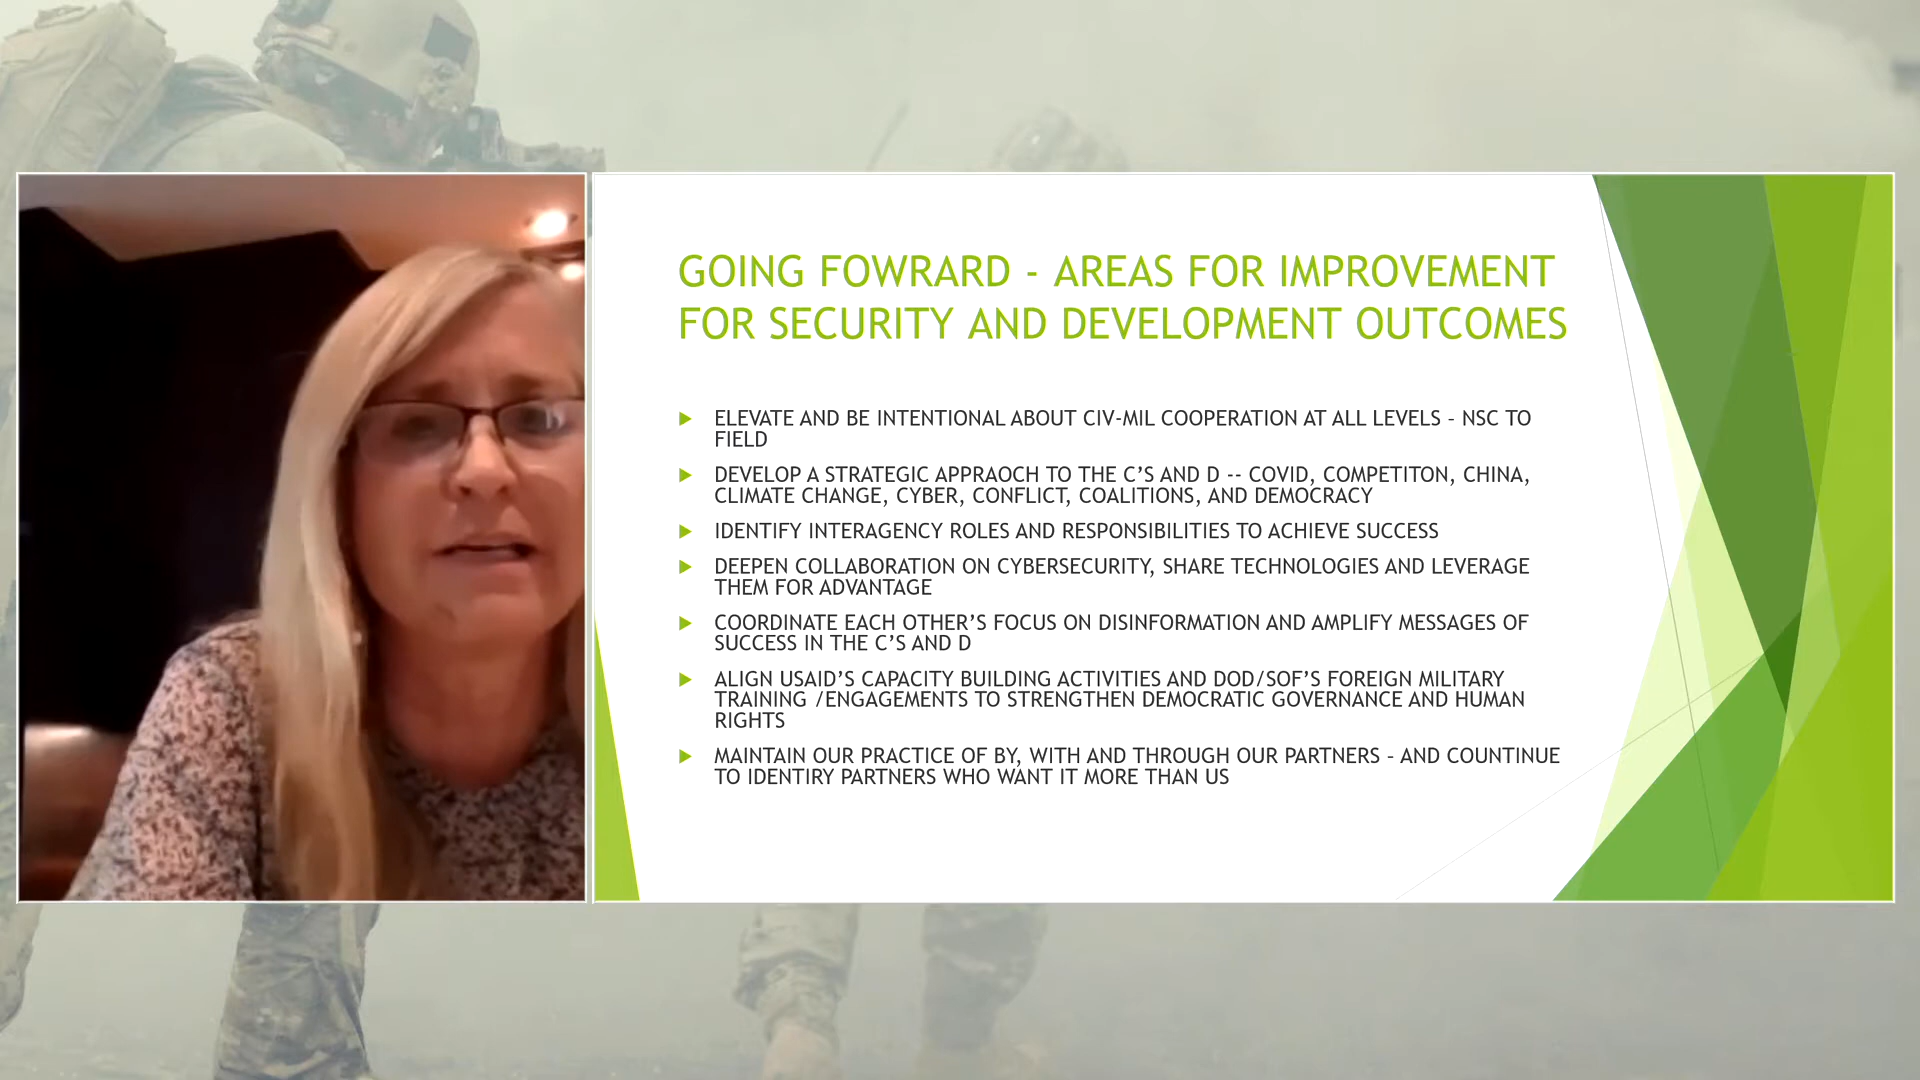 GOING FOWRARD - AREAS FOR IMPROVEMENT
FOR SECURITY AND DEVELOPMENT OUTCOMES
ELEVATE AND BE INTENTIONAL ABOUT CIV-MIL COOPERATION AT ALL LEVELS – NSC TO
FIELD
DEVELOP A STRATEGIC APPRAOCH TO THE C’S AND D -- COVID, COMPETITON, CHINA,
CLIMATE CHANGE, CYBER, CONFLICT, COALITIONS, AND DEMOCRACY
IDENTIFY INTERAGENCY ROLES AND RESPONSIBILITIES TO ACHIEVE SUCCESS
DEEPEN COLLABORATION ON CYBERSECURITY, SHARE TECHNOLOGIES AND LEVERAGE
THEM FOR ADVANTAGE
COORDINATE EACH OTHER’S FOCUS ON DISINFORMATION AND AMPLIFY MESSAGES OF
SUCCESS IN THE C’S AND D
ALIGN USAID’S CAPACITY BUILDING ACTIVITIES AND DOD/SOF’S FOREIGN MILITARY
TRAINING /ENGAGEMENTS TO STRENGTHEN DEMOCRATIC GOVERNANCE AND HUMAN
RIGHTS
MAINTAIN OUR PRACTICE OF BY, WITH AND THROUGH OUR PARTNERS – AND COUNTINUE
TO IDENTIRY PARTNERS WHO WANT IT MORE THAN US